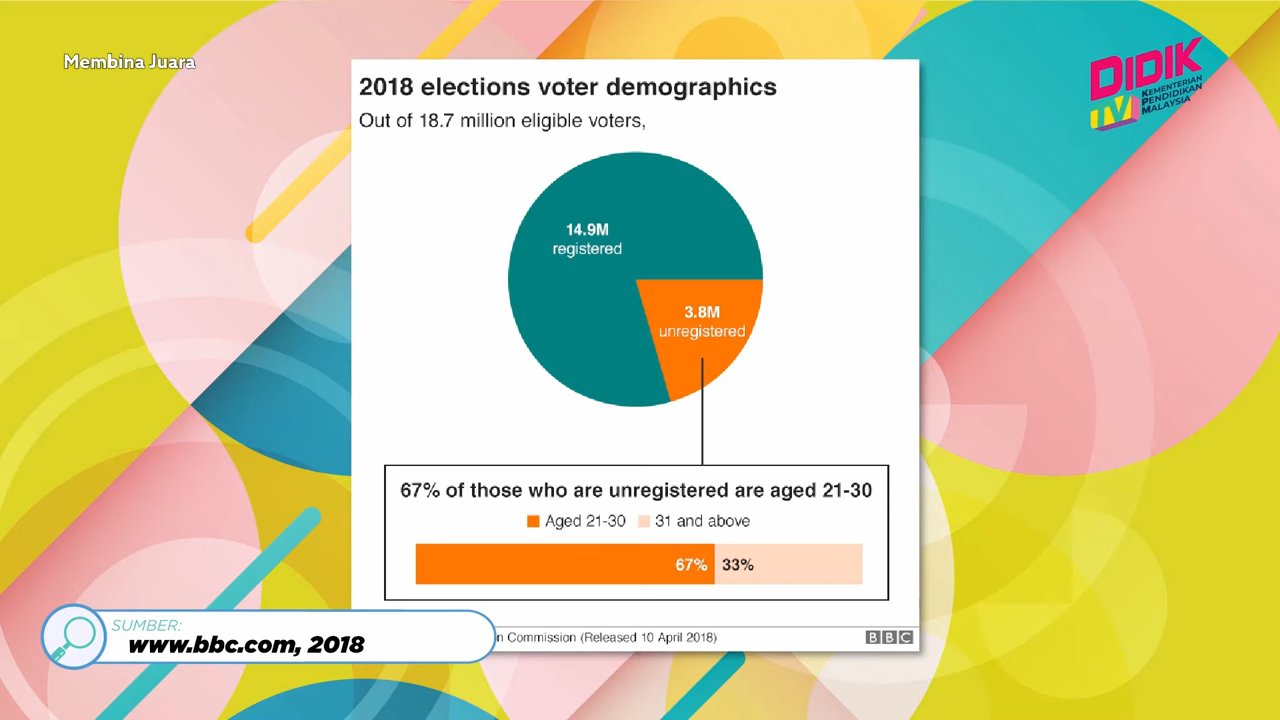 Membina Juara
DIDIK
TV
KEMENTERIAN
PENDIDIKAN
MALAYSIA
2018 elections voter demographics
Out of 18.7 million eligible voters,
14.9M
registered
3.8M
unregistered
67% of those who are unregistered are aged 21-30
Aged 21-30 31 and above
67% 33%
n Commission (Released 10 April 2018) BBC
SUMBER:
www.bbc.com, 2018